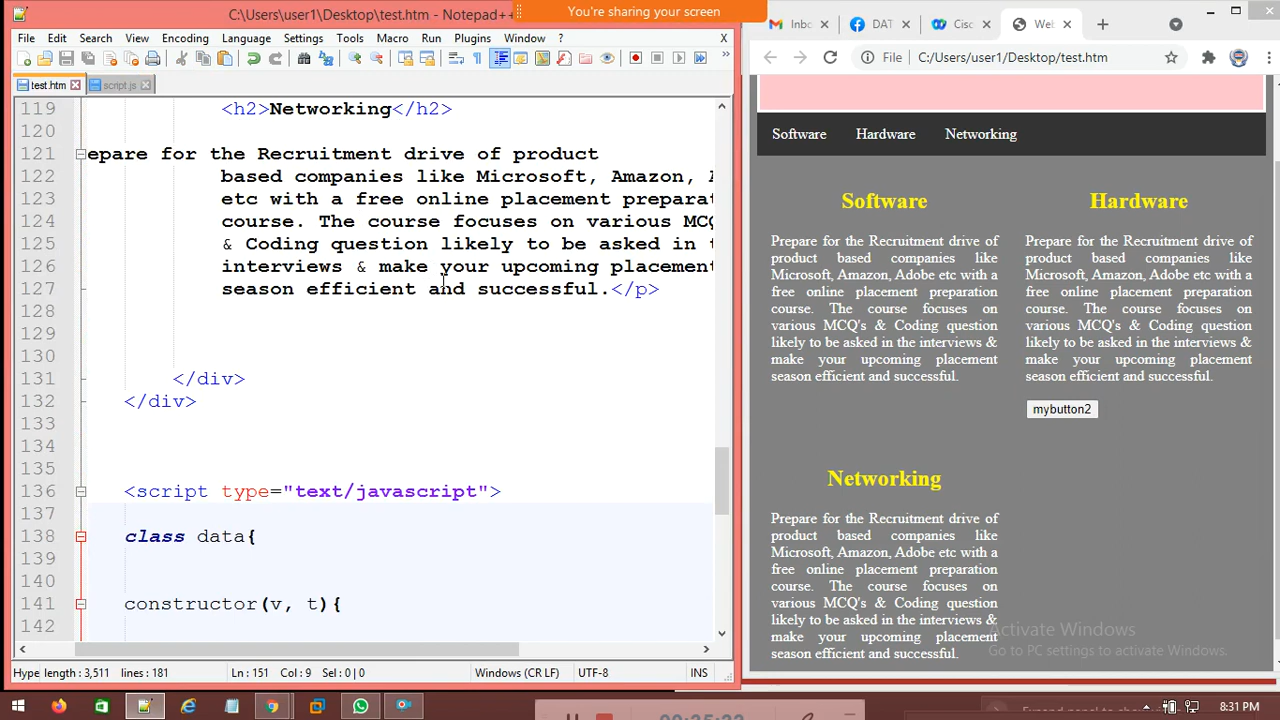 C:\Users\user1\Desktop\test.htm - Notepad++
You're sharing your screen
File Edit Search View Encoding Language Settings Tools Macro Run Plugins Window ? X
test.htm script.js
119 <h2>Networking</h2>
120
121 epare for the Recruitment drive of product
122 based companies like Microsoft, Amazon,
123 etc with a free online placement preparat
124 course. The course focuses on various MCQ
125 & Coding question likely to be asked in t
126 interviews & make your upcoming placement
127 season efficient and successful.</p>
128
129
130
131 </div>
132 </div>
133
134
135
136 <script type="text/javascript">
137
138 class data{
139
140
141 constructor(v, t){
142
Hype length : 3,511 lines : 181 Ln : 151 Col : 9 Sel : 0 | 0 Windows (CR LF) UTF-8 INS
Inb DAT Cisc Web
File C:/Users/user1/Desktop/test.htm
Software Hardware Networking
Software
Prepare for the Recruitment drive of
product based companies like
Microsoft, Amazon, Adobe etc with a
free online placement preparation
course. The course focuses on
various MCQ's & Coding question
likely to be asked in the interviews &
make your upcoming placement
season efficient and successful.
Hardware
Prepare for the Recruitment drive of
product based companies like
Microsoft, Amazon, Adobe etc with a
free online placement preparation
course. The course focuses on
various MCQ's & Coding question
likely to be asked in the interviews &
make your upcoming placement
season efficient and successful.
mybutton2
Networking
Prepare for the Recruitment drive of
product based companies like
Microsoft, Amazon, Adobe etc with a
free online placement preparation
course. The course focuses on
various MCQ's & Coding question
likely to be asked in the interviews &
make your upcoming placement
season efficient and successful.
Activate Windows
Go to PC settings to activate Windows.
8:31 PM